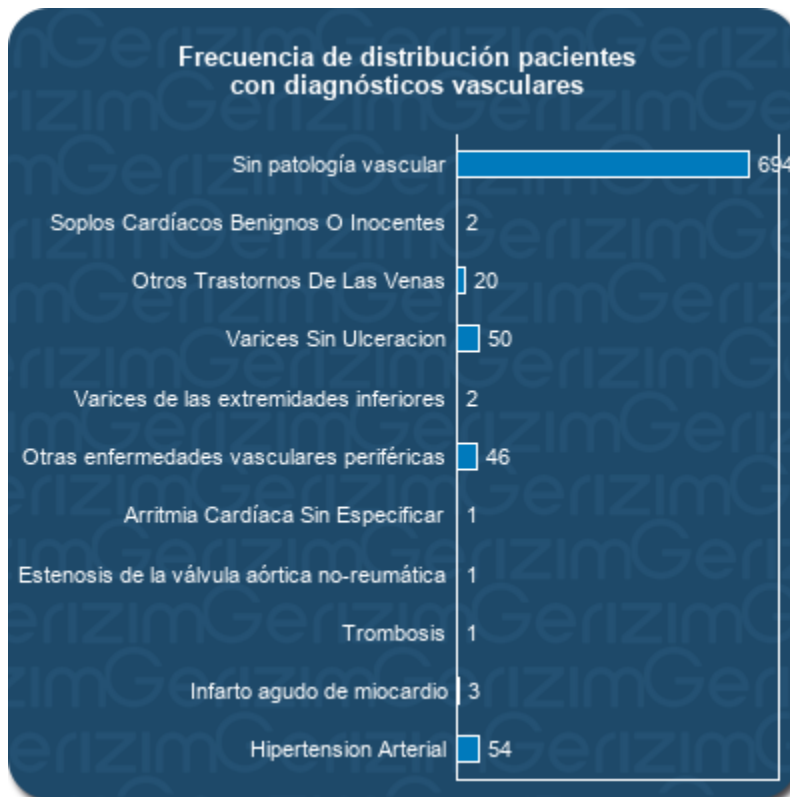 Frecuencia de distribución pacientes
con diagnósticos vasculares
Sin patología vascular 694
Soplos Cardíacos Benignos O Inocentes 2
Otros Trastornos De Las Venas 20
Varices Sin Ulceracion 50
Varices de las extremidades inferiores 2
Otras enfermedades vasculares periféricas 46
Arritmia Cardíaca Sin Especificar 1
Estenosis de la válvula aórtica no-reumática 1
Trombosis 1
Infarto agudo de miocardio 3
Hipertension Arterial 54